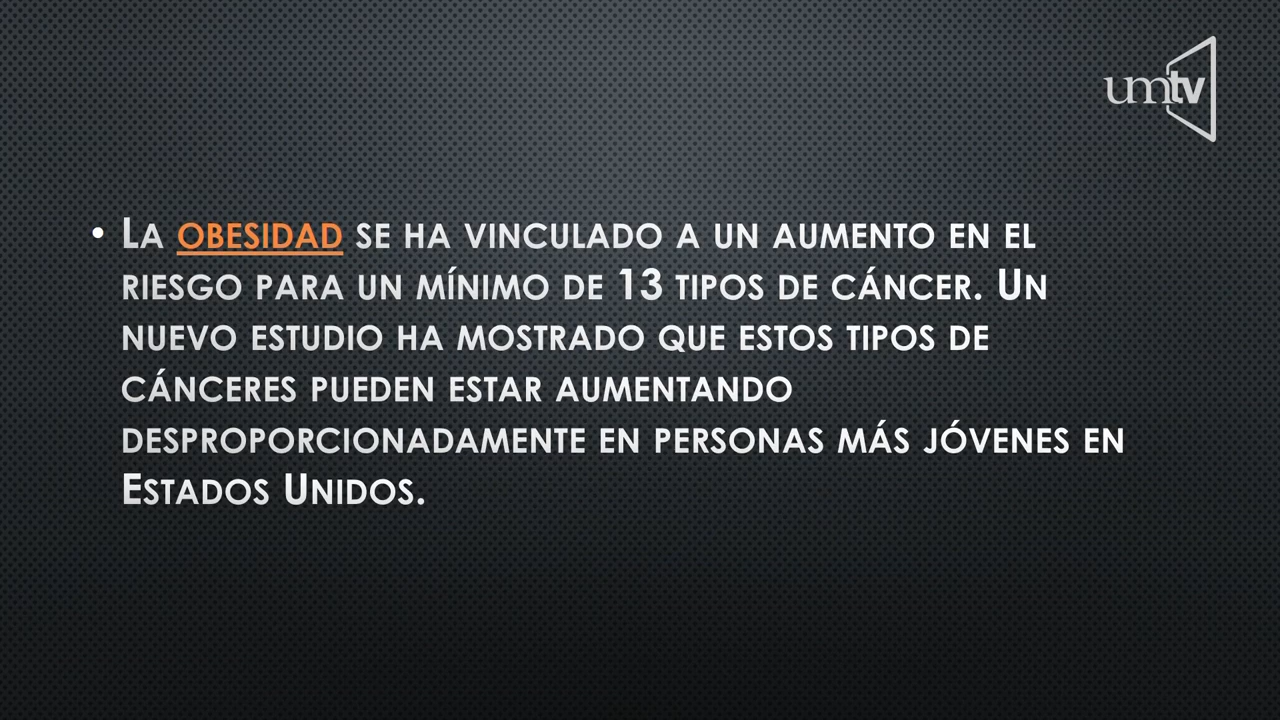 umtv
• La obesidad se ha vinculado a un aumento en el
riesgo para un mínimo de 13 tipos de cáncer. Un
nuevo estudio ha mostrado que estos tipos de
cánceres pueden estar aumentando
desproporcionadamente en personas más jóvenes en
Estados Unidos.